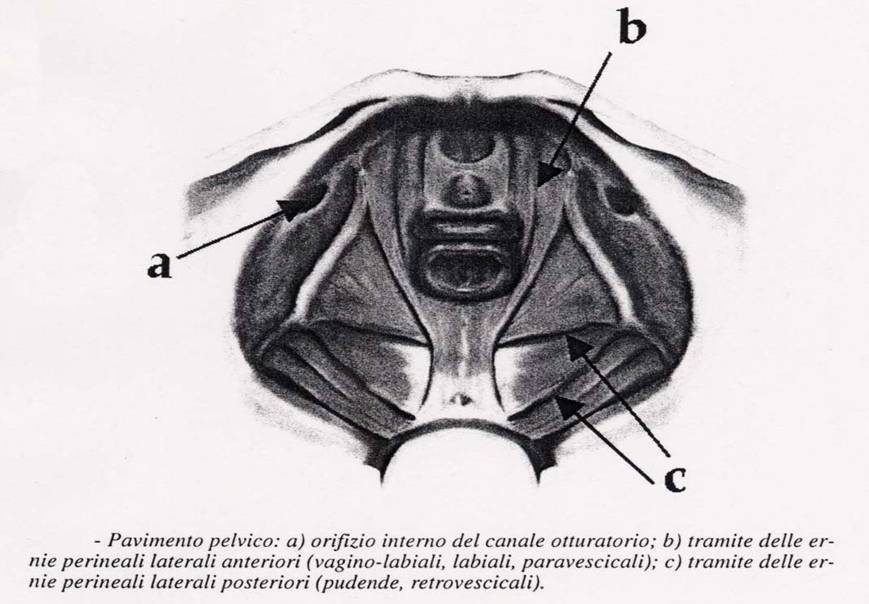 b
a
c
- Pavimento pelvico: a) orifizio interno del canale otturatorio; b) tramite delle er-
nie perineali laterali anteriori (vagino-labiali, labiali, paravescicali); c) tramite delle er-
nie perineali laterali posteriori (pudende, retrovescicali).